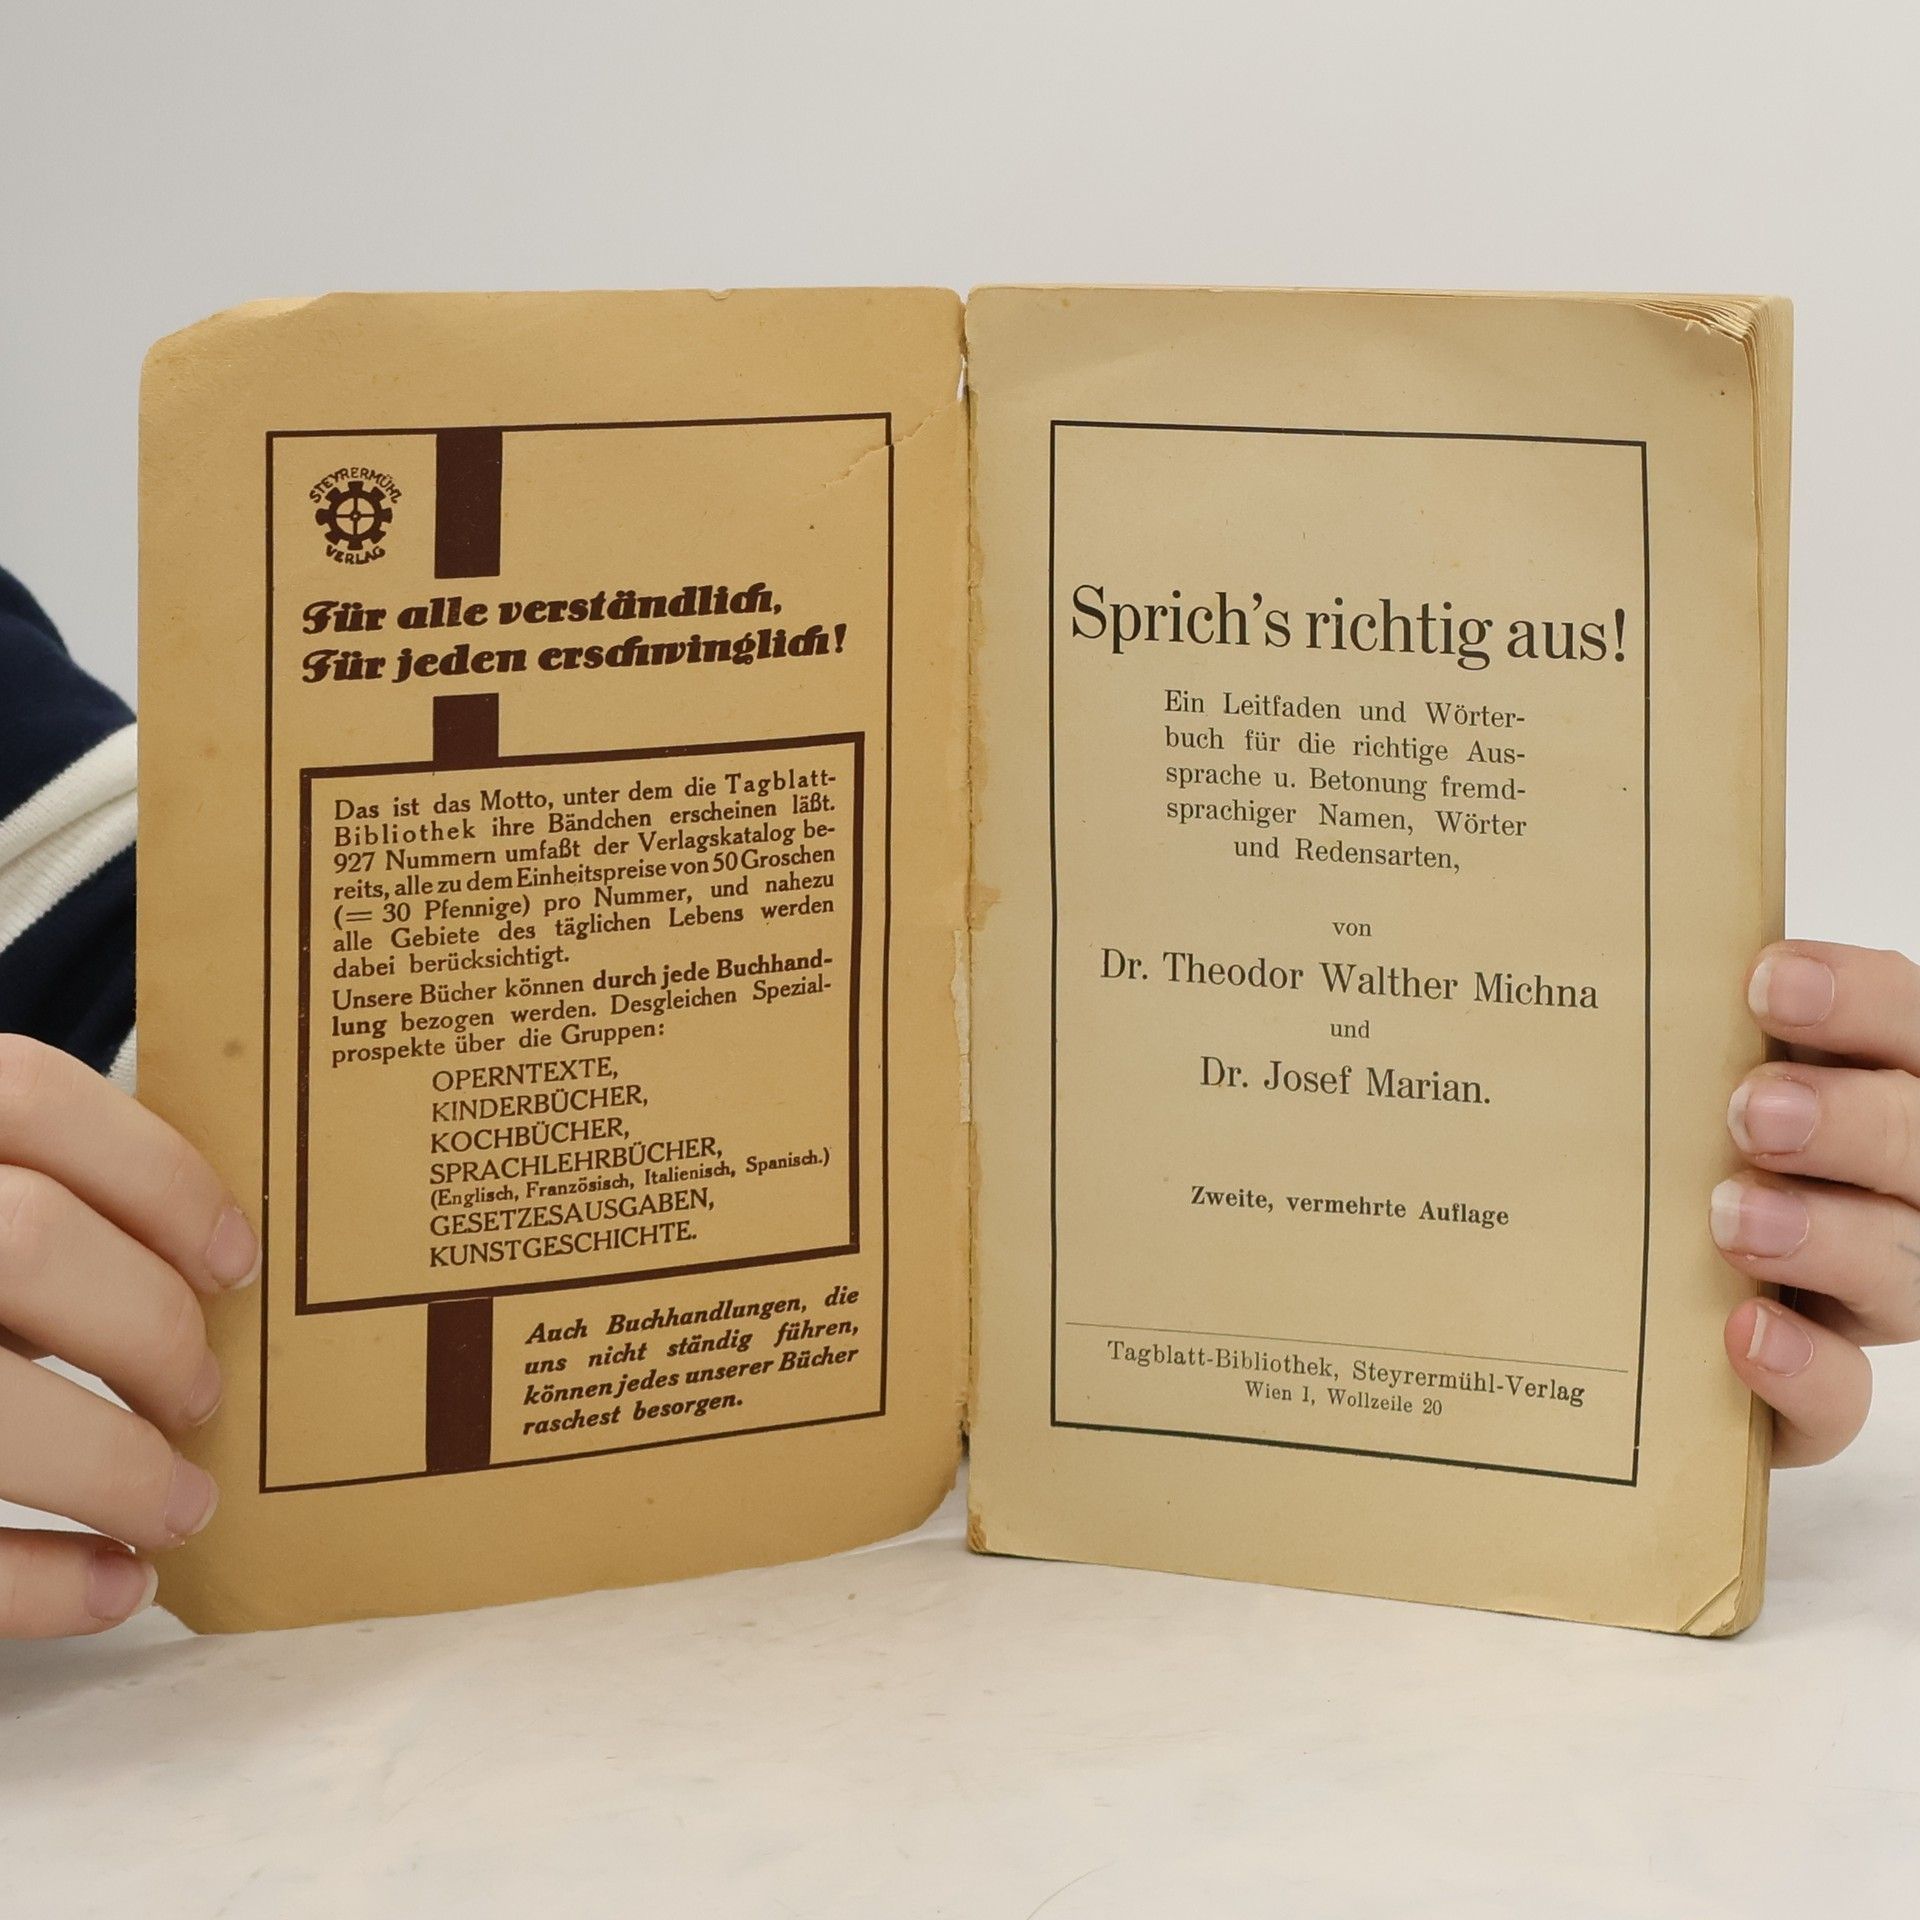 STEYRERMÜHL
VERLAG
Für alle verständlich,
Für jeden erschwinglich!
Das ist das Motto, unter dem die Tagblatt-
Bibliothek ihre Bändchen erscheinen läßt.
927 Nummern umfaßt der Verlagskatalog be-
reits, alle zu dem Einheitspreise von 50 Groschen
(= 30 Pfennige) pro Nummer, und nahezu
alle Gebiete des täglichen Lebens werden
dabei berücksichtigt.
Unsere Bücher können durch jede Buchhand-
lung bezogen werden. Desgleichen Spezial-
prospekte über die Gruppen:
OPERNTEXTE,
KINDERBÜCHER,
KOCHBÜCHER,
SPRACHLEHRBÜCHER,
(Englisch, Französisch, Italienisch, Spanisch.)
GESETZESAUSGABEN,
KUNSTGESCHICHTE.
Auch Buchhandlungen, die
uns nicht ständig führen,
können jedes unserer Bücher
raschest besorgen.
Sprich's richtig aus!
Ein Leitfaden und Wörter-
buch für die richtige Aus-
sprache u. Betonung fremd-
sprachiger Namen, Wörter
und Redensarten,
von
Dr. Theodor Walther Michna
und
Dr. Josef Marian.
Zweite, vermehrte Auflage
Tagblatt-Bibliothek, Steyrermühl-Verlag
Wien I, Wollzeile 20